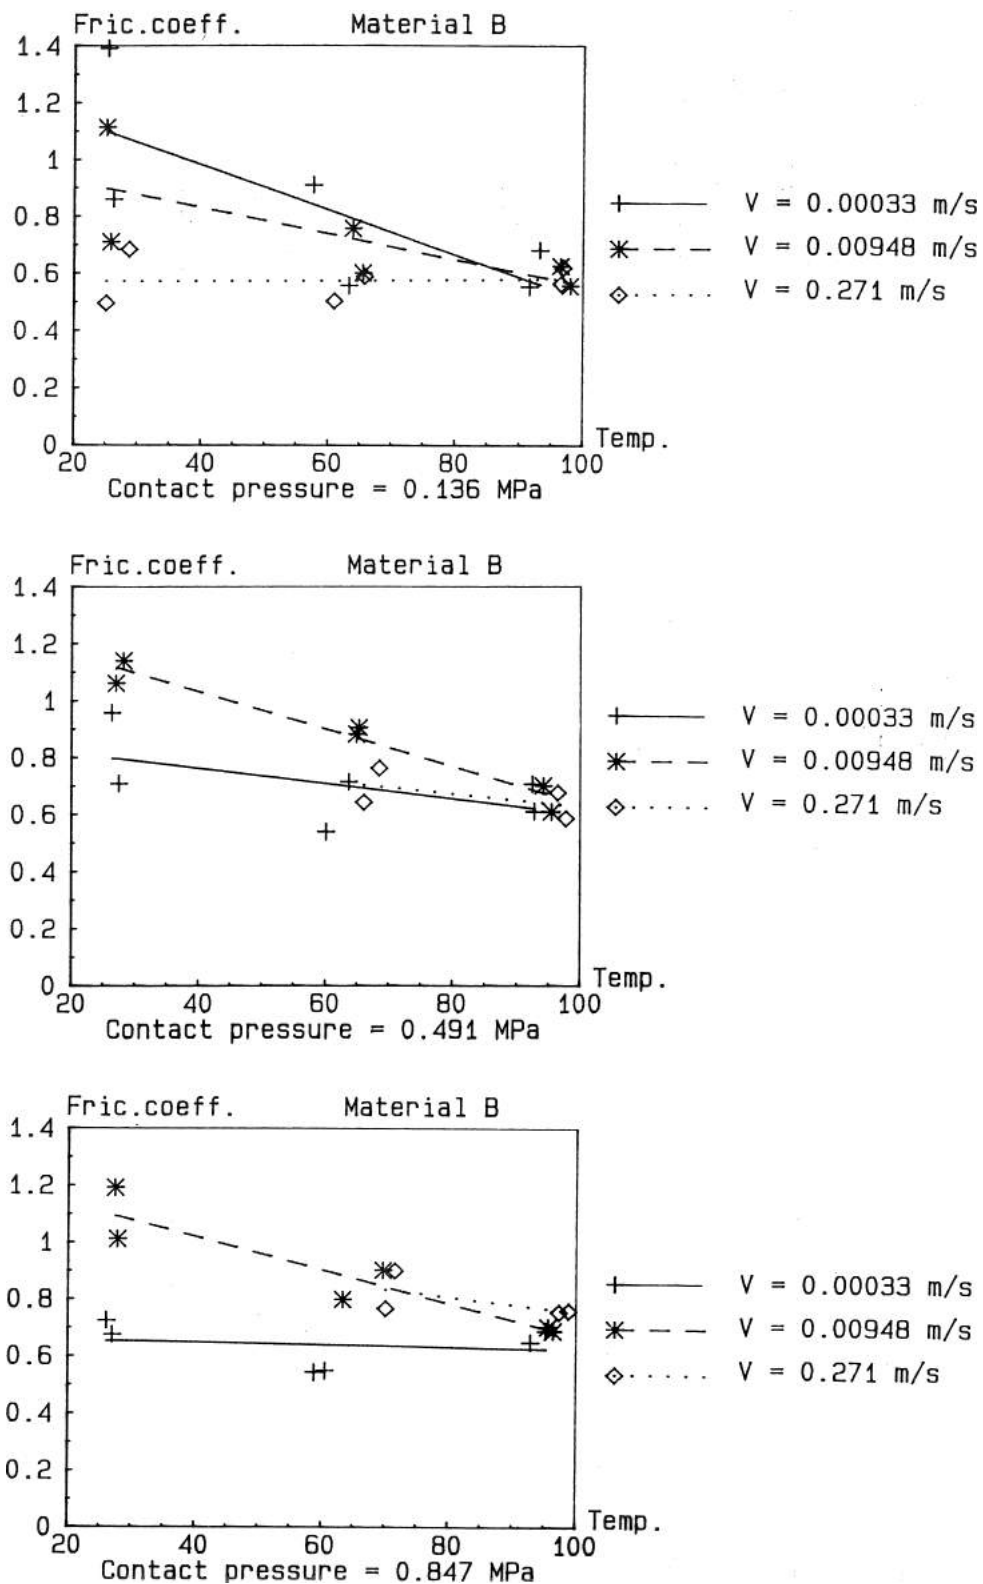 Fric.coeff. Material B
1.4
1.2
1
0.8
0.6
0.4
0.2
0
20 40 60 80 100
Temp.
Contact pressure = 0.136 MPa
V = 0.00033 m/s
V = 0.00948 m/s
V = 0.271 m/s
Fric.coeff. Material B
1.4
1.2
1
0.8
0.6
0.4
0.2
0
20 40 60 80 100
Temp.
Contact pressure = 0.491 MPa
V = 0.00033 m/s
V = 0.00948 m/s
V = 0.271 m/s
Fric.coeff. Material B
1.4
1.2
1
0.8
0.6
0.4
0.2
0
20 40 60 80 100
Temp.
Contact pressure = 0.847 MPa
V = 0.00033 m/s
V = 0.00948 m/s
V = 0.271 m/s